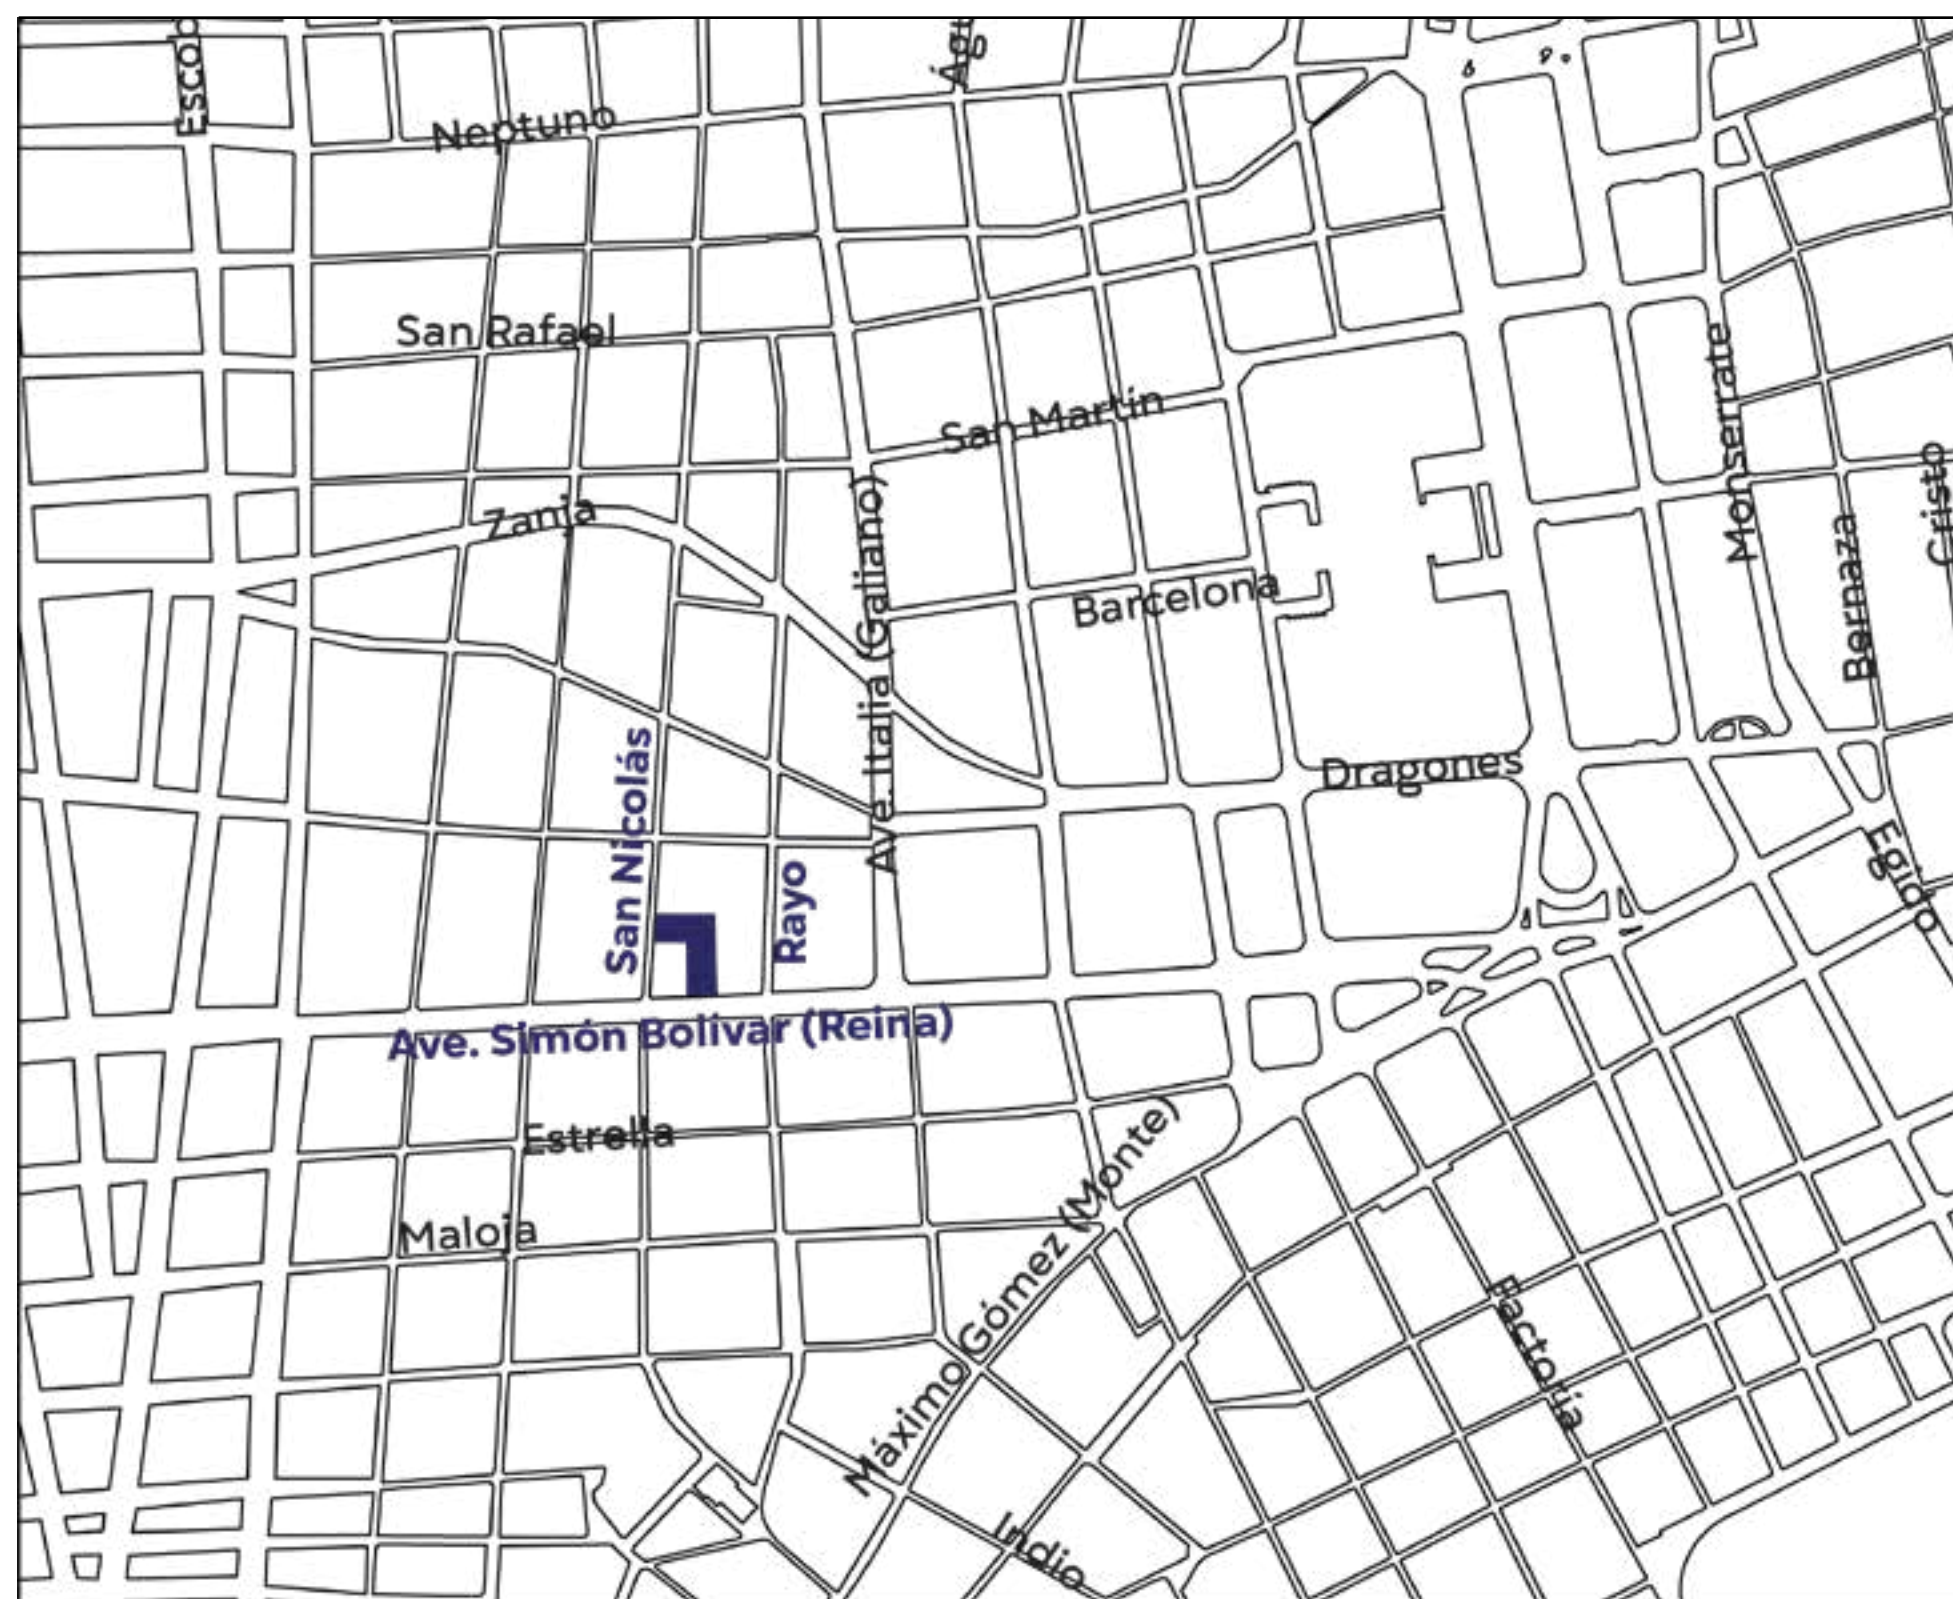 Escob
Neptuno
San Rafael
San Martín
Zanja
Ave. Italia (Galiano)
Barcelona
Monserrate
Cristo
Bernaza
Dragones
San Nicolás
Rayo
Egido
Ave. Simón Bolívar (Reina)
Estrella
Maloja
Máximo Gómez (Monte)
Factoría
Indio